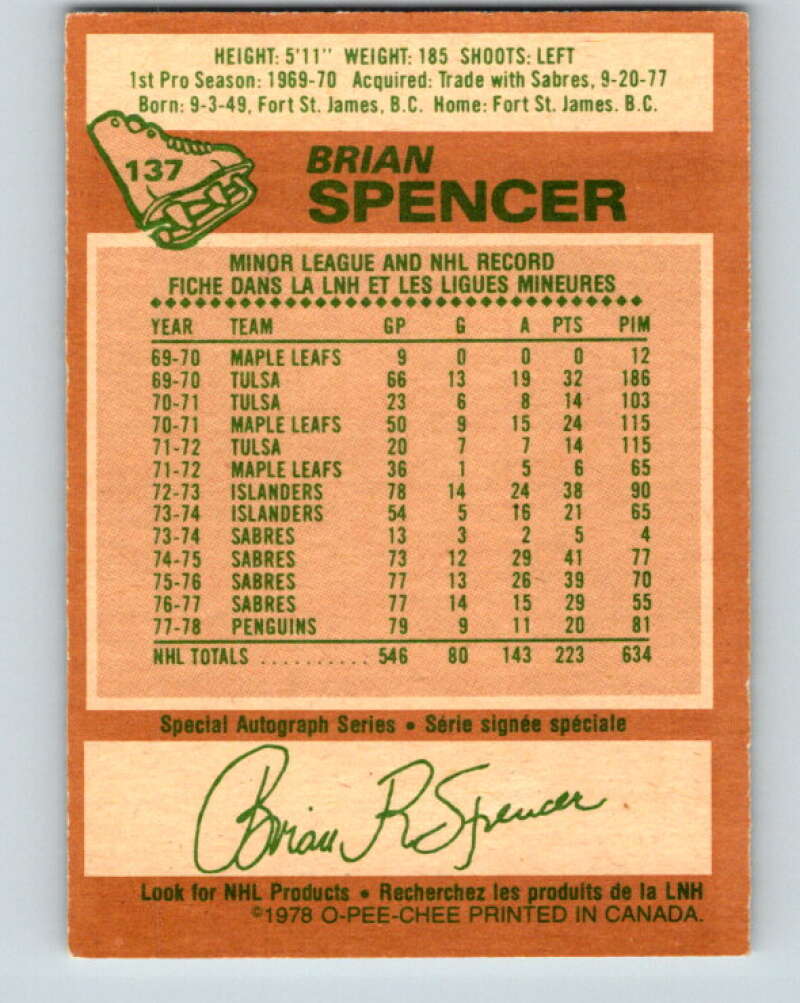 HEIGHT: 5'11" WEIGHT: 185 SHOOTS: LEFT
1st Pro Season: 1969-70 Acquired: Trade with Sabres, 9-20-77
Born: 9-3-49, Fort St. James, B.C. Home: Fort St. James. B.C.
137
BRIAN
SPENCER
MINOR LEAGUE AND NHL RECORD
FICHE DANS LA LNH ET LES LIGUES MINEURES
YEAR TEAM GP G A PTS PIM
69-70 MAPLE LEAFS 9 0 0 0 12
69-70 TULSA 66 13 19 32 186
70-71 TULSA 23 6 8 14 103
70-71 MAPLE LEAFS 50 9 15 24 115
71-72 TULSA 20 7 7 14 115
71-72 MAPLE LEAFS 36 1 5 6 65
72-73 ISLANDERS 78 14 24 38 90
73-74 ISLANDERS 54 5 16 21 65
73-74 SABRES 13 3 2 5 4
74-75 SABRES 73 12 29 41 77
75-76 SABRES 77 13 26 39 70
76-77 SABRES 77 14 15 29 55
77-78 PENGUINS 79 9 11 20 81
NHL TOTALS .......... 546 80 143 223 634
Special Autograph Series • Série signée spéciale
Brian R Spencer
Look for NHL Products • Recherchez les produits de la LNH
©1978 O-PEE-CHEE PRINTED IN CANADA.